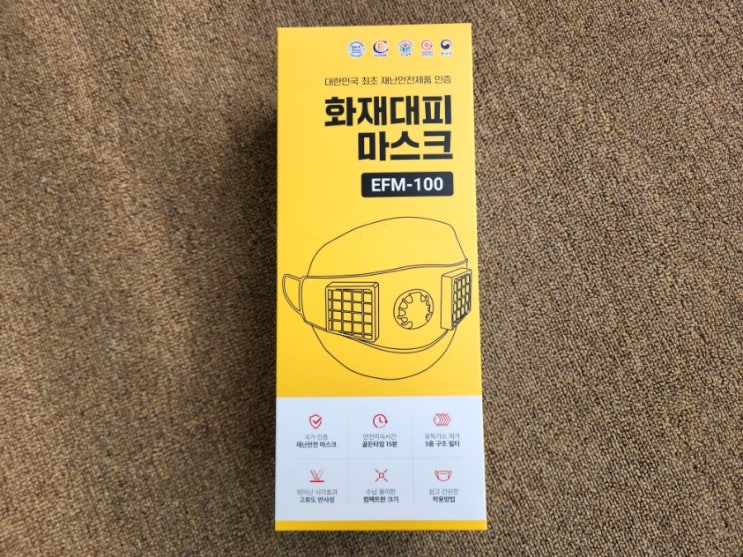 대한민국 최초 재난안전제품 인증
화재대피
마스크
EFM-100
국가 인증
재난안전 마스크
안전지속시간
골든타임 15분
유독가스 제거
5중 구조 필터
뛰어난 시각효과
고휘도 반사성
수납 용이한
컴팩트한 크기
쉽고 간편한
착용방법